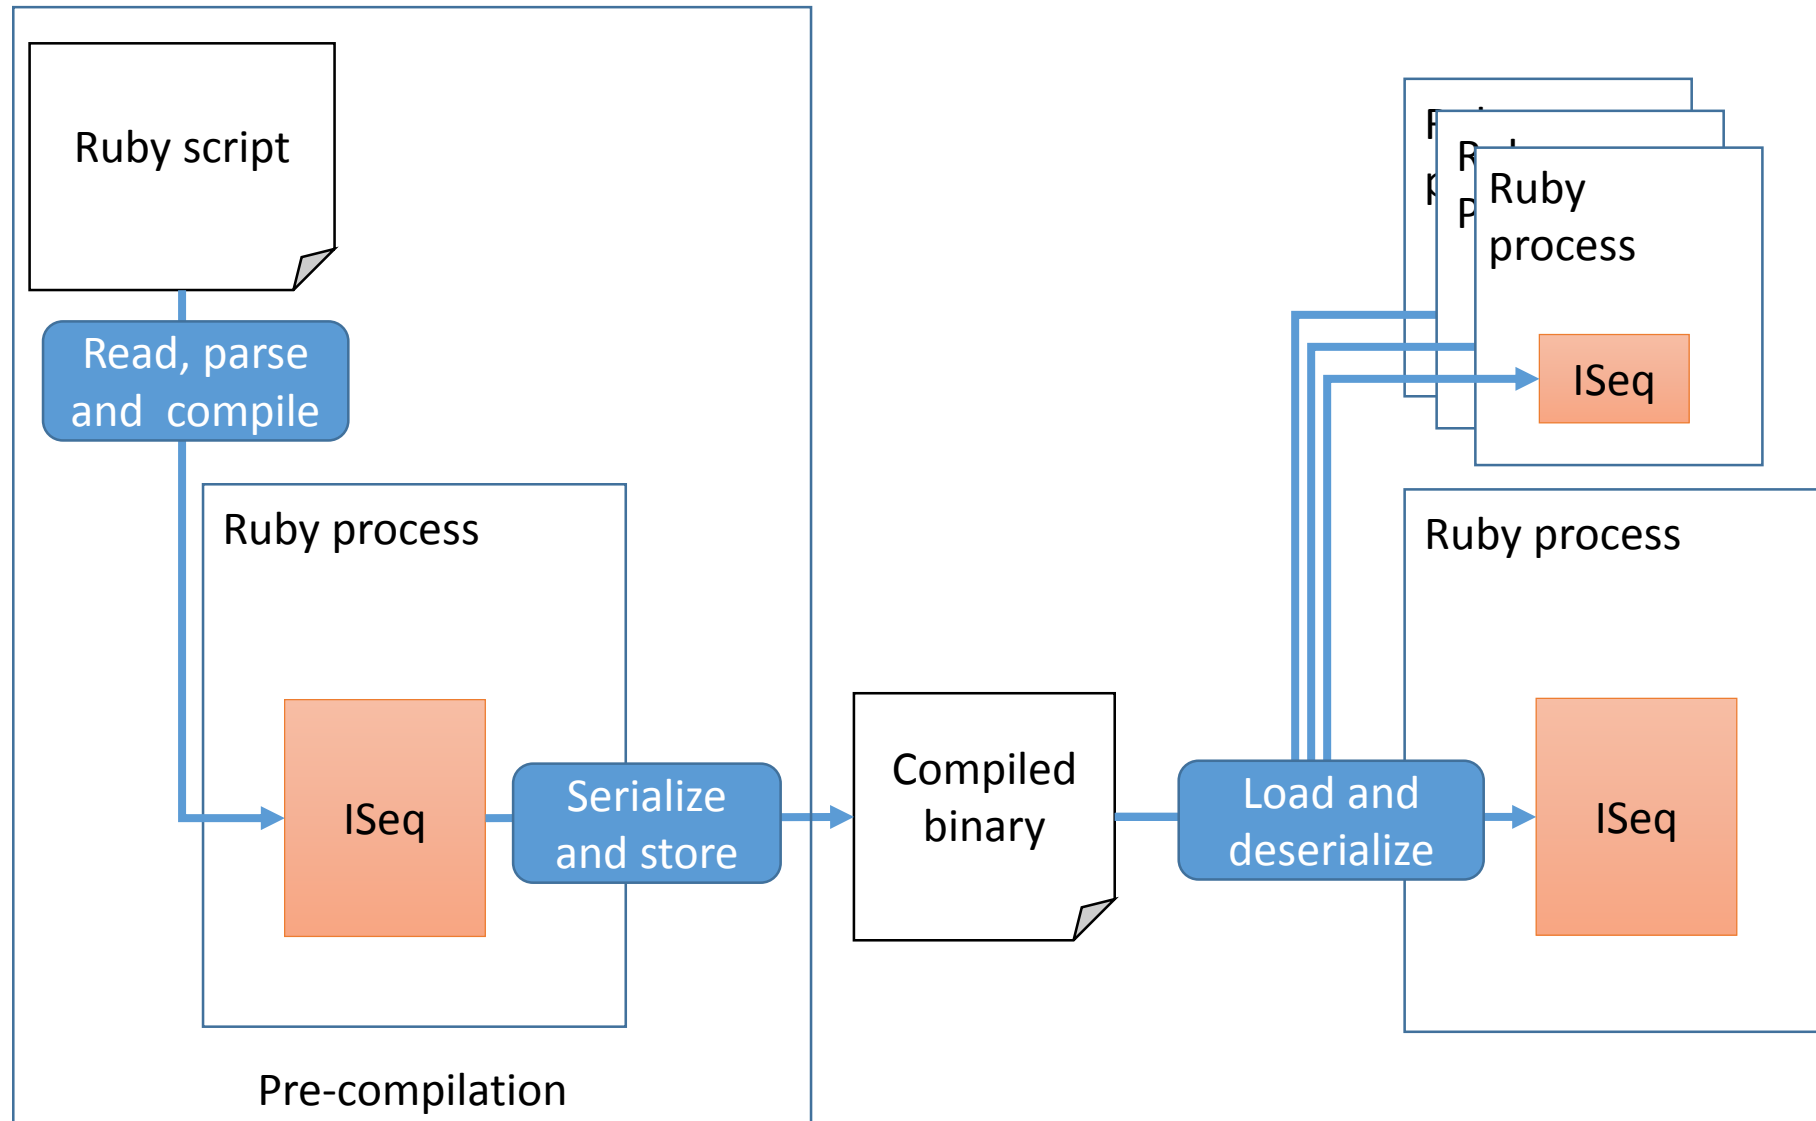 Ruby script
Read, parse
and  compile
Ruby process
ISeq
Serialize
and store
Pre-compilation
Compiled
binary
Load and
deserialize
Ruby
process
ISeq
Ruby process
ISeq